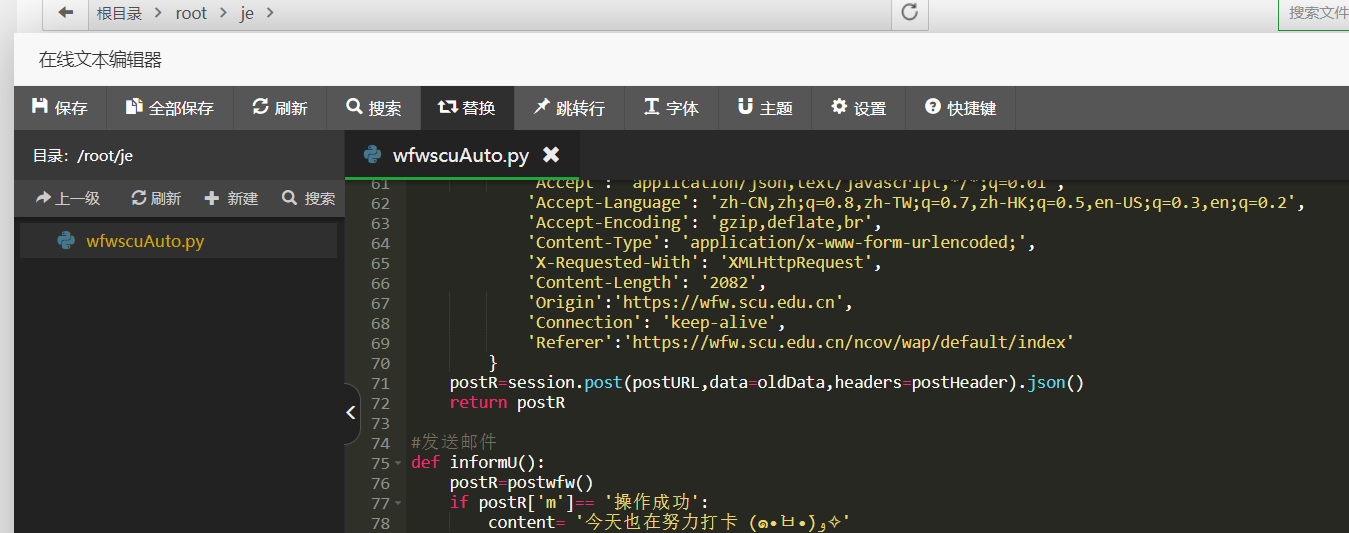 根目录 > root > je >
搜索文件
在线文本编辑器
保存 全部保存 刷新 搜索 替换 跳转行 字体 主题 设置 快捷键
目录：/root/je
wfwscuAuto.py
上一级 刷新 新建 搜索
wfwscuAuto.py
61 'Accept': 'application/json,text/javascript,*/*;q=0.01',
62 'Accept-Language': 'zh-CN,zh;q=0.8,zh-TW;q=0.7,zh-HK;q=0.5,en-US;q=0.3,en;q=0.2',
63 'Accept-Encoding': 'gzip,deflate,br',
64 'Content-Type': 'application/x-www-form-urlencoded;',
65 'X-Requested-With': 'XMLHttpRequest',
66 'Content-Length': '2082',
67 'Origin':'https://wfw.scu.edu.cn',
68 'Connection': 'keep-alive',
69 'Referer':'https://wfw.scu.edu.cn/ncov/wap/default/index'
70 }
71 postR=session.post(postURL,data=oldData,headers=postHeader).json()
72 return postR
73
74 #发送邮件
75 def informU():
76 postR=postwfw()
77 if postR['m']== '操作成功':
78 content= '今天也在努力打卡 (๑•̀ㅂ•́)و✧'